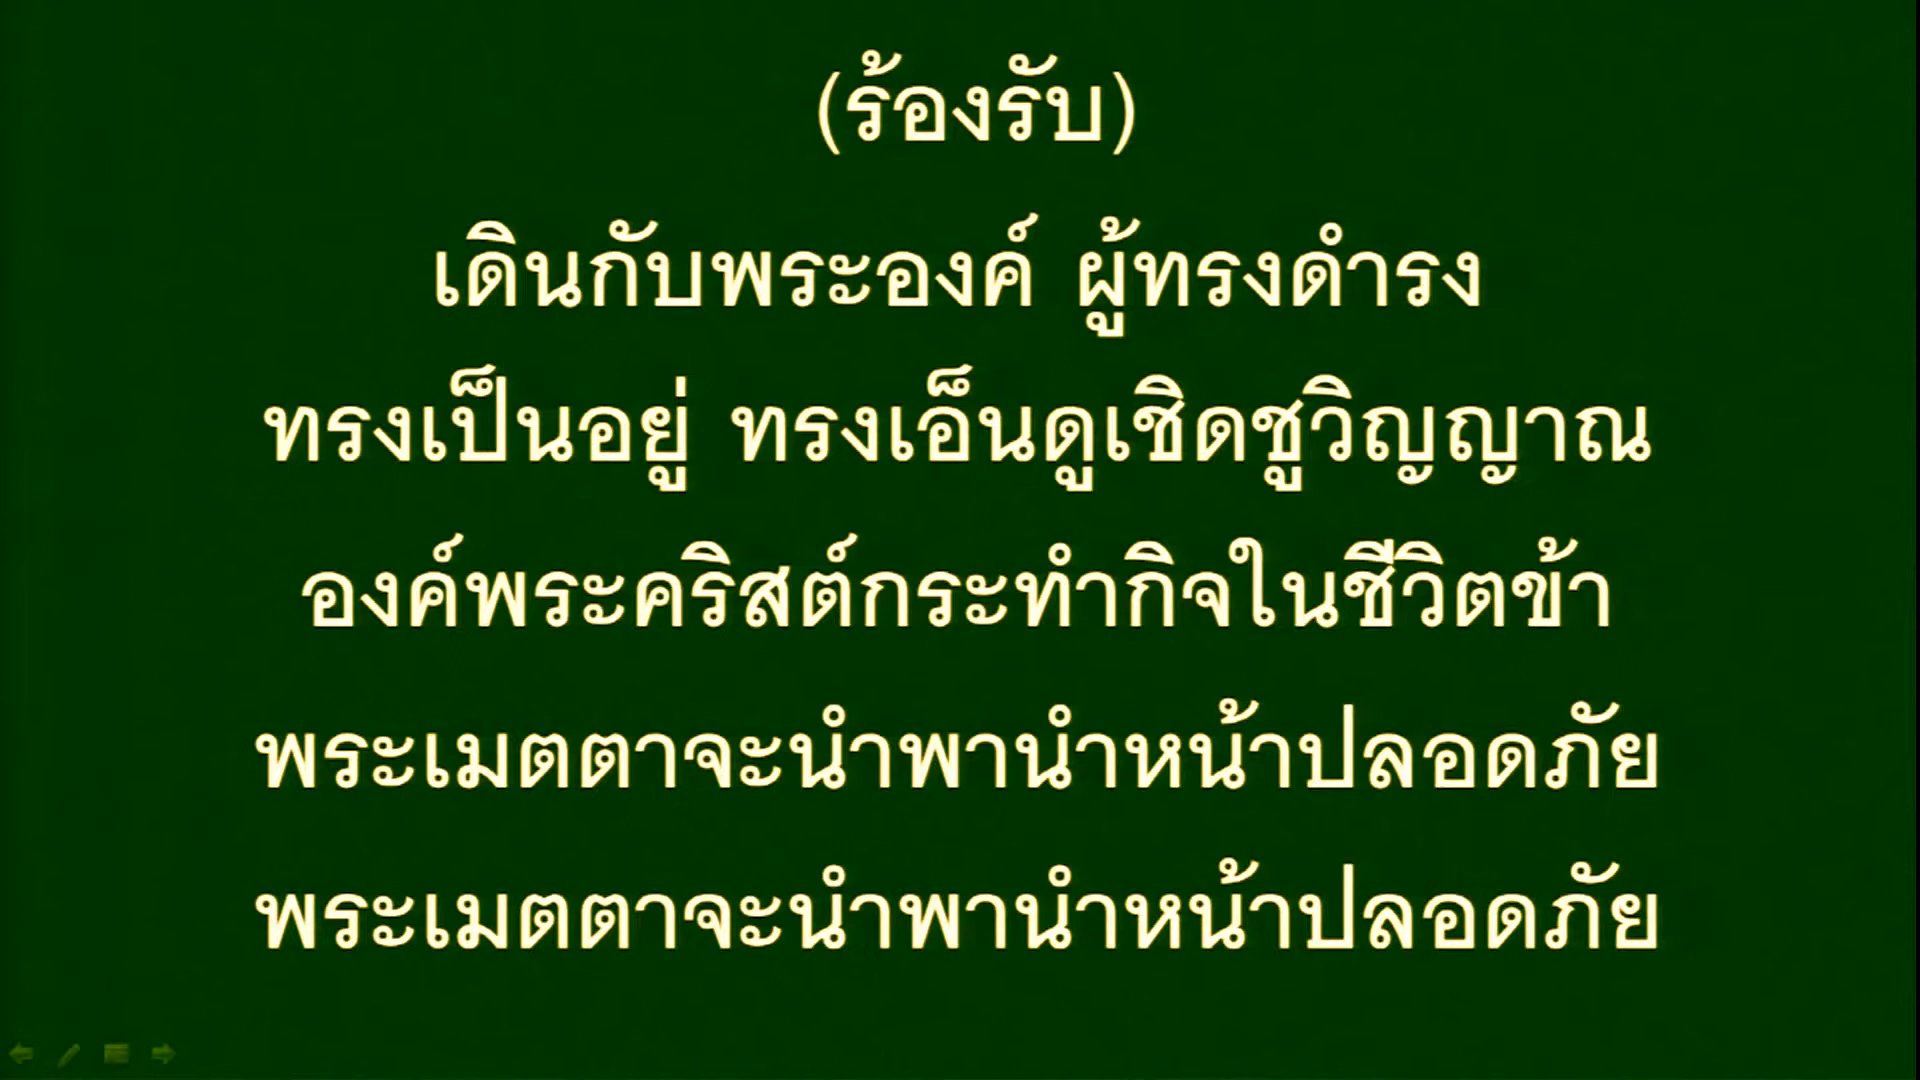 (ร้องรับ)
เดินกับพระองค์ ผู้ทรงดำรง
ทรงเป็นอยู่ ทรงเอ็นดูเชิดชูวิญญาณ
องค์พระคริสต์กระทำกิจในชีวิตข้า
พระเมตตาจะนำพานำหน้าปลอดภัย
พระเมตตาจะนำพานำหน้าปลอดภัย